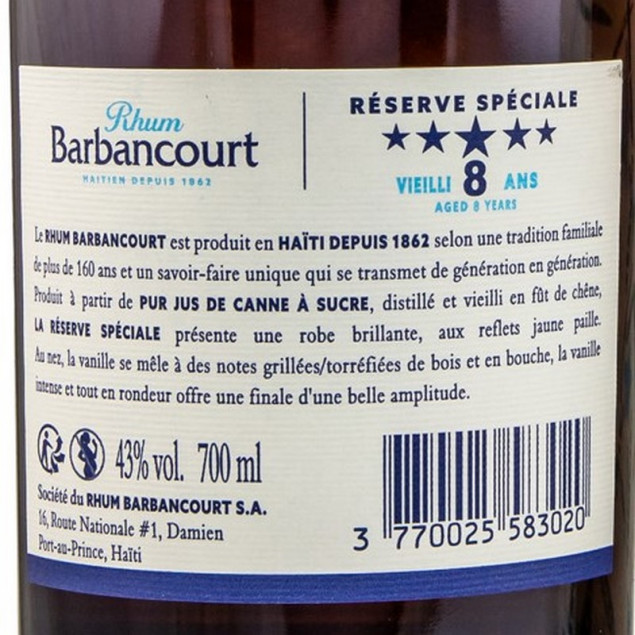 Rhum
Barbancourt
HAITIEN DEPUIS 1862
RÉSERVE SPÉCIALE
VIEILLI 8 ANS
AGED 8 YEARS
Le RHUM BARBANCOURT est produit en HAÏTI DEPUIS 1862 selon une tradition familiale
de plus de 160 ans et un savoir-faire unique qui se transmet de génération en génération.
Produit à partir de PUR JUS DE CANNE À SUCRE, distillé et vieilli en fût de chêne,
LA RÉSERVE SPÉCIALE présente une robe brillante, aux reflets jaune paille.
Au nez, la vanille se mêle à des notes grillées/torréfiées de bois et en bouche, la vanille
intense et tout en rondeur offre une finale d'une belle amplitude.
43% vol. 700 ml
Société du RHUM BARBANCOURT S.A.
16, Route Nationale #1, Damien
Port-au-Prince, Haïti
3 770025 583020